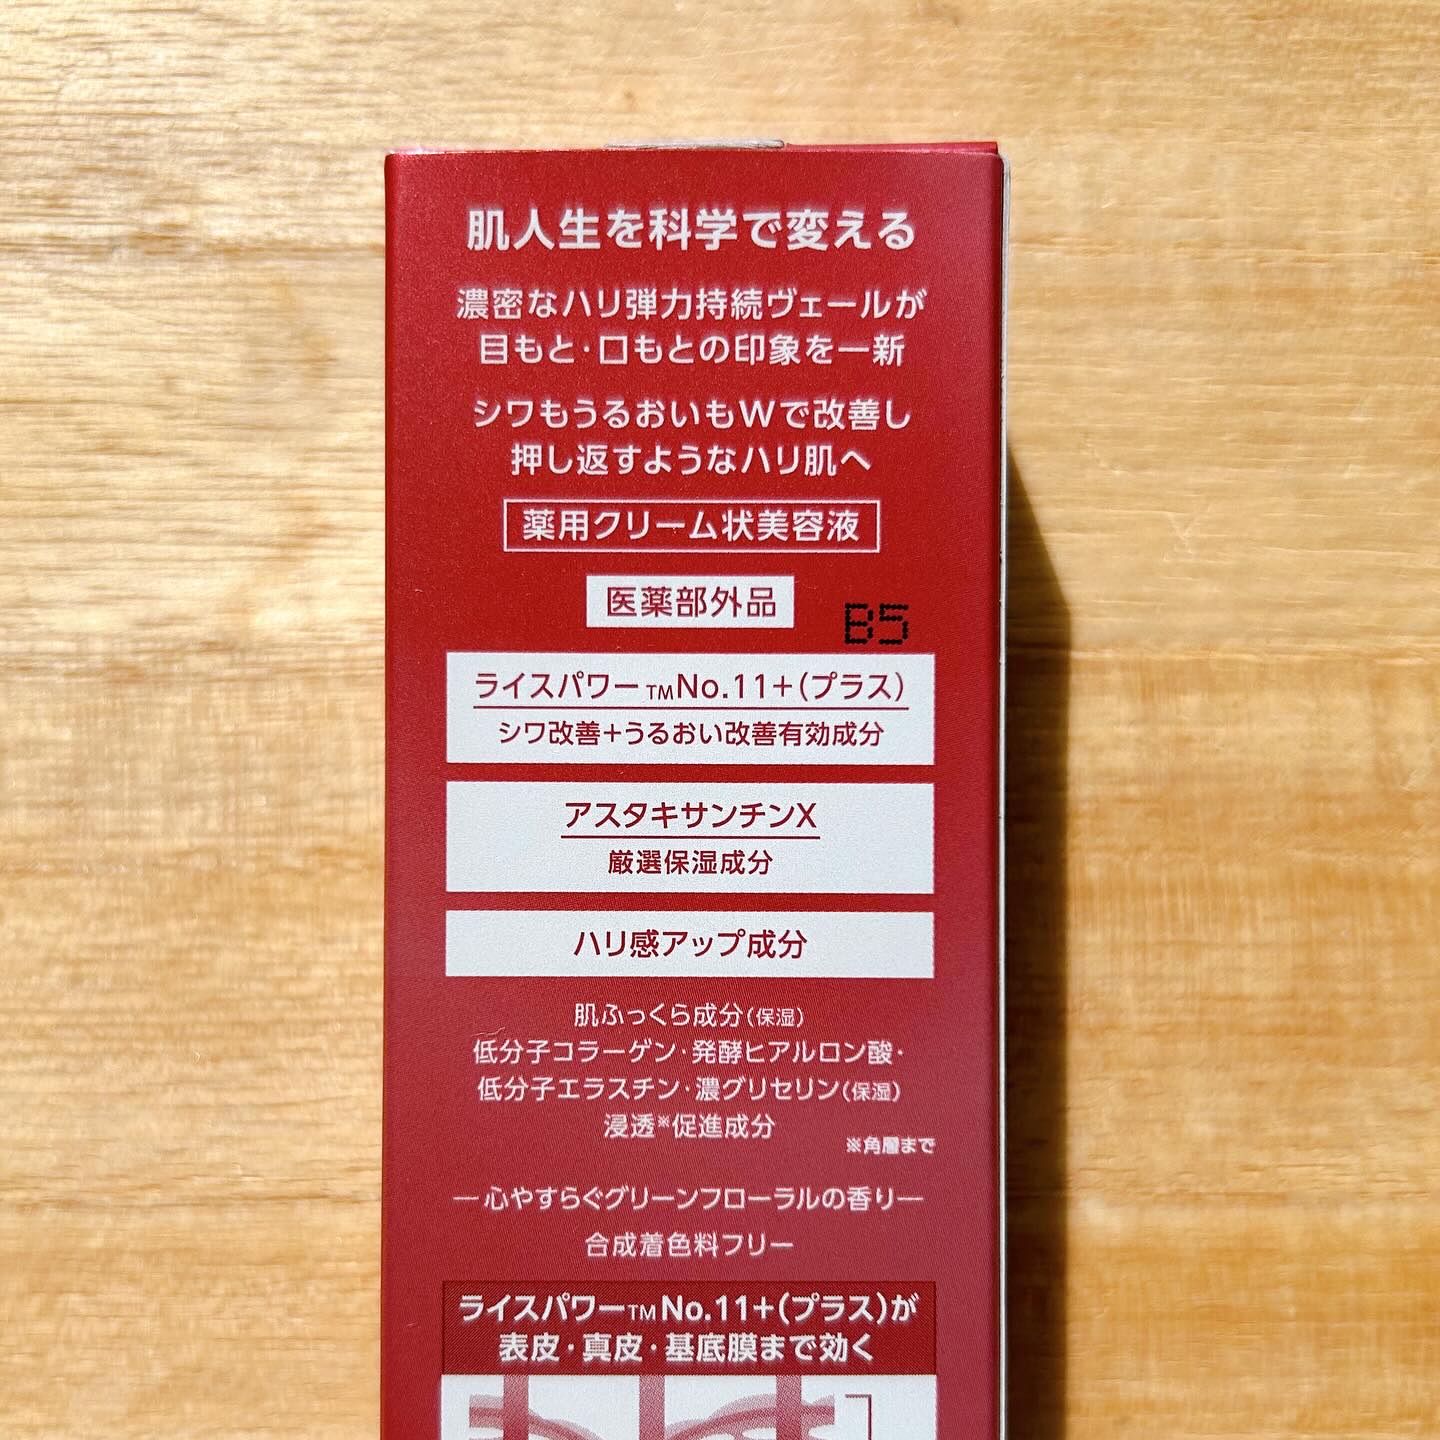 肌人生を科学で変える
濃密なハリ弾力持続ヴェールが
目もと・口もとの印象を一新
シワもうるおいもWで改善し
押し返すようなハリ肌へ
薬用クリーム状美容液
医薬部外品
B5
ライスパワー™No.11+(プラス)
シワ改善+うるおい改善有効成分
アスタキサンチンX
厳選保湿成分
ハリ感アップ成分
肌ふっくら成分(保湿)
低分子コラーゲン・発酵ヒアルロン酸・
低分子エラスチン・濃グリセリン(保湿)
浸透※促進成分
※角層まで
―心やすらぐグリーンフローラルの香り―
合成着色料フリー
ライスパワー™No.11+(プラス)が
表皮・真皮・基底膜まで効く